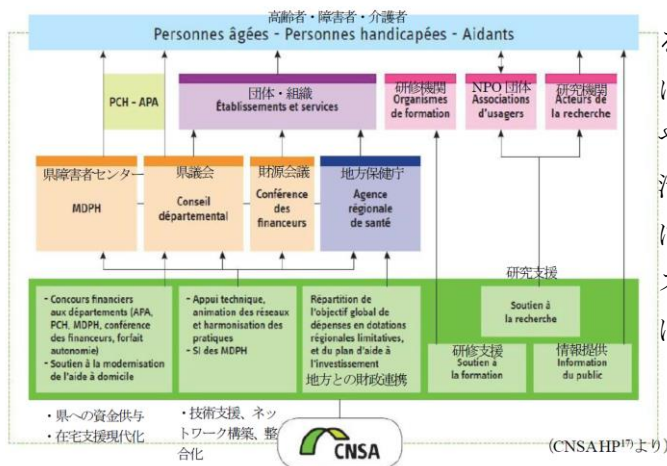 高齢者・障害者・介護者
Personnes âgées - Personnes handicapées - Aidants
PCH - APA
団体・組織
Établissements et services
研修機関
Organismes
de formation
NPO 団体
Associations
d'usagers
研究機関
Acteurs de
la recherche
県障害者センター
MDPH
県議会
Conseil
départemental
財源会議
Conférence
des
financeurs
地方保健庁
Agence
régionale
de santé
- Concours financiers
aux départements (APA,
PCH, MDPH, conférence
des financeurs, forfait
autonomie)
- Soutien à la modernisation
de l'aide à domicile
- Appui technique,
animation des réseaux et
harmonisation des
pratiques
- SI des MDPH
Répartition de
l'objectif global de
dépenses en dotations
régionales limitatives,
et du plan d'aide à
l'investissement
地方との財政連携
研究支援
Soutien à
la recherche
研修支援
Soutien à
la formation
情報提供
Information
du public
・県への資金供与
・在宅支援現代化
・技術支援、ネッ
トワーク構築、整
合化
CNSA
(CNSAHP17)より)